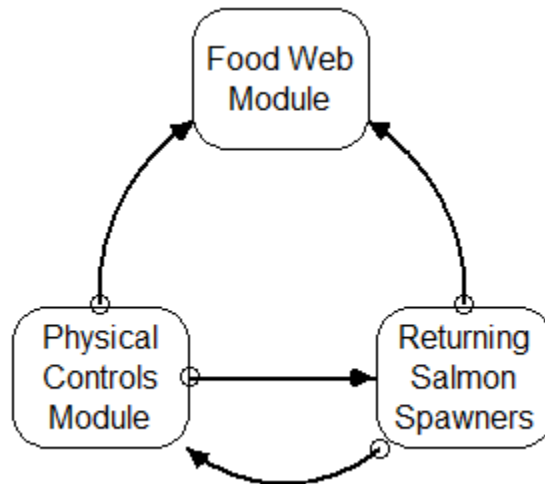 Food Web
Module
Physical
Controls
Module
Returning
Salmon
Spawners